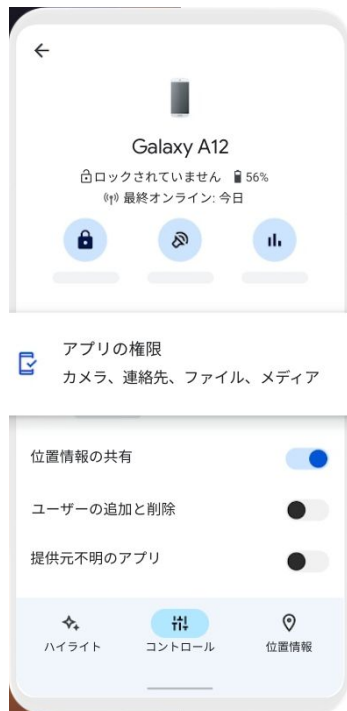 Galaxy A12
ロックされていません 56%
最終オンライン: 今日
アプリの権限
カメラ、連絡先、ファイル、メディア
位置情報の共有
ユーザーの追加と削除
提供元不明のアプリ
ハイライト コントロール 位置情報